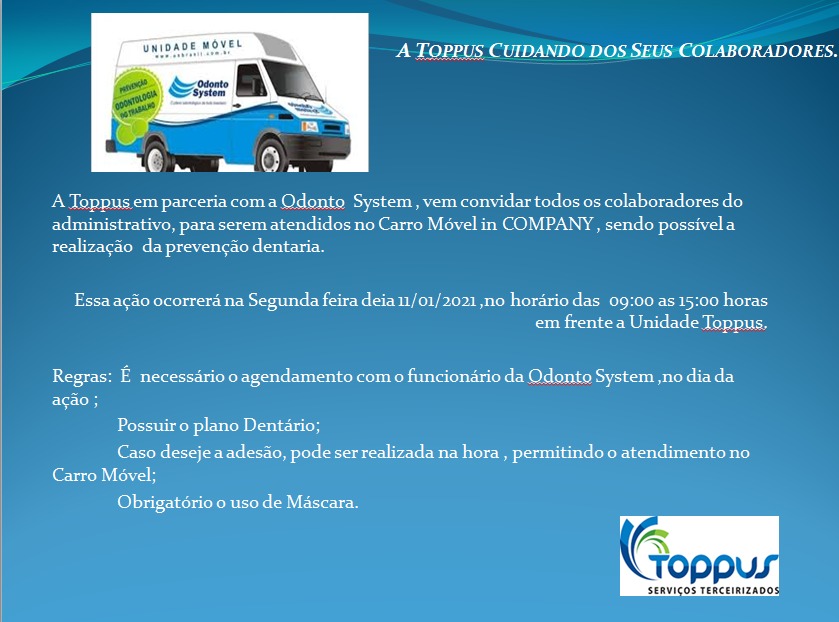 UNIDADE MÓVEL
PREVENÇÃO
ODONTOLOGIA
DO TRABALHO
Odonto
System
A TOPPUS CUIDANDO DOS SEUS COLABORADORES.
A Toppus em parceria com a Odonto System , vem convidar todos os colaboradores do
administrativo, para serem atendidos no Carro Móvel in COMPANY , sendo possível a
realização da prevenção dentaria.
Essa ação ocorrerá na Segunda feira deia 11/01/2021 ,no horário das 09:00 as 15:00 horas
em frente a Unidade Toppus.
Regras: É necessário o agendamento com o funcionário da Odonto System ,no dia da
ação ;
Possuir o plano Dentário;
Caso deseje a adesão, pode ser realizada na hora , permitindo o atendimento no
Carro Móvel;
Obrigatório o uso de Máscara.
TOPPUS
SERVIÇOS TERCEIRIZADOS